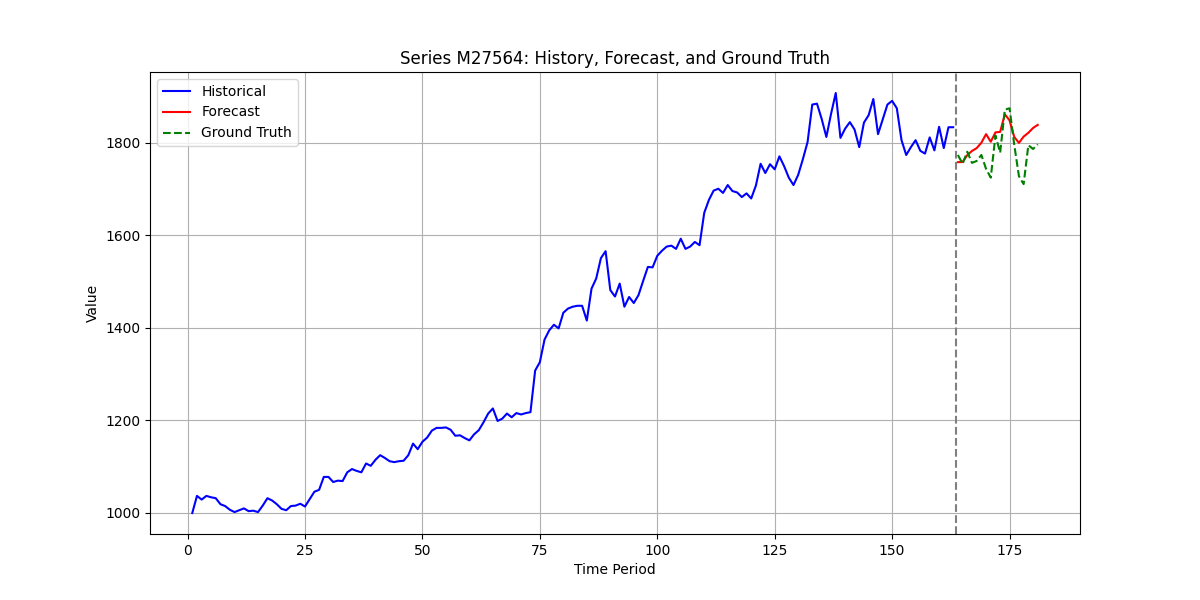 Series M27564: History, Forecast, and Ground Truth
Historical
Forecast
Ground Truth
1800
1600
1400
1200
1000
Value
0 25 50 75 100 125 150 175
Time Period